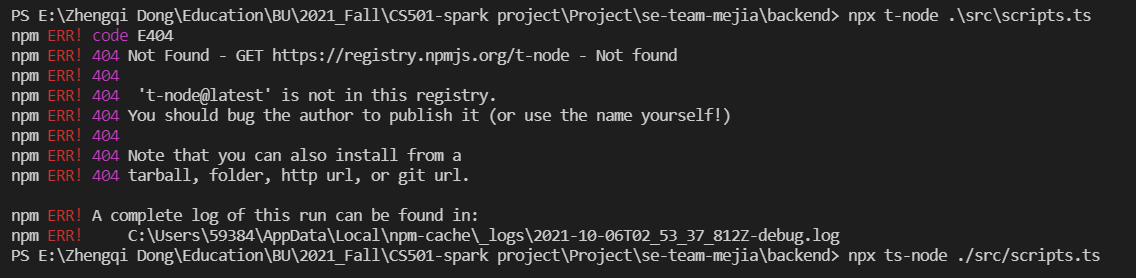 PS E:\Zhengqi Dong\Education\BU\2021_Fall\CS501-spark project\Project\se-team-mejia\backend> npx t-node .\src\scripts.ts
npm ERR! code E404
npm ERR! 404 Not Found - GET https://registry.npmjs.org/t-node - Not found
npm ERR! 404
npm ERR! 404  't-node@latest' is not in this registry.
npm ERR! 404 You should bug the author to publish it (or use the name yourself!)
npm ERR! 404
npm ERR! 404 Note that you can also install from a
npm ERR! 404 tarball, folder, http url, or git url.
npm ERR! A complete log of this run can be found in:
npm ERR!     C:\Users\59384\AppData\Local\npm-cache\_logs\2021-10-06T02_53_37_812Z-debug.log
PS E:\Zhengqi Dong\Education\BU\2021_Fall\CS501-spark project\Project\se-team-mejia\backend> npx ts-node ./src/scripts.ts